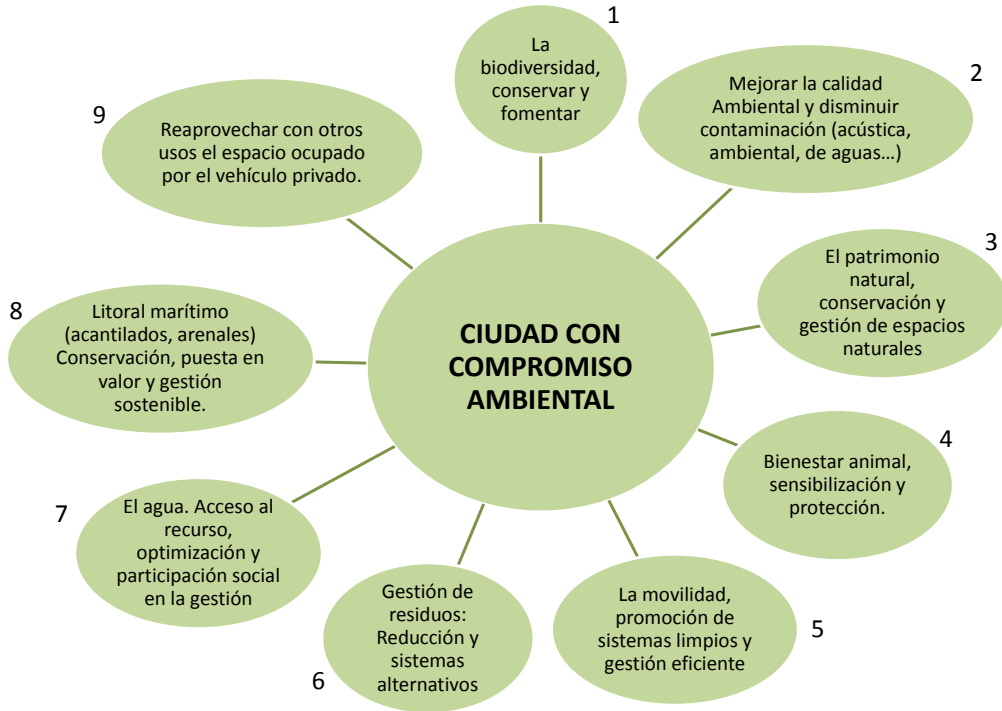 1
La
biodiversidad,
conservar y
fomentar
2
Mejorar la calidad
Ambiental y disminuir
contaminación (acústica,
ambiental, de aguas…)
3
El patrimonio
natural,
conservación y
gestión de espacios
naturales
4
Bienestar animal,
sensibilización y
protección.
5
La movilidad,
promoción de
sistemas limpios y
gestión eficiente
6
Gestión de
residuos:
Reducción y
sistemas
alternativos
7
El agua. Acceso al
recurso,
optimización y
participación social
en la gestión
8
Litoral marítimo
(acantilados, arenales)
Conservación, puesta en
valor y gestión
sostenible.
9
Reaprovechar con otros
usos el espacio ocupado
por el vehículo privado.
CIUDAD CON
COMPROMISO
AMBIENTAL